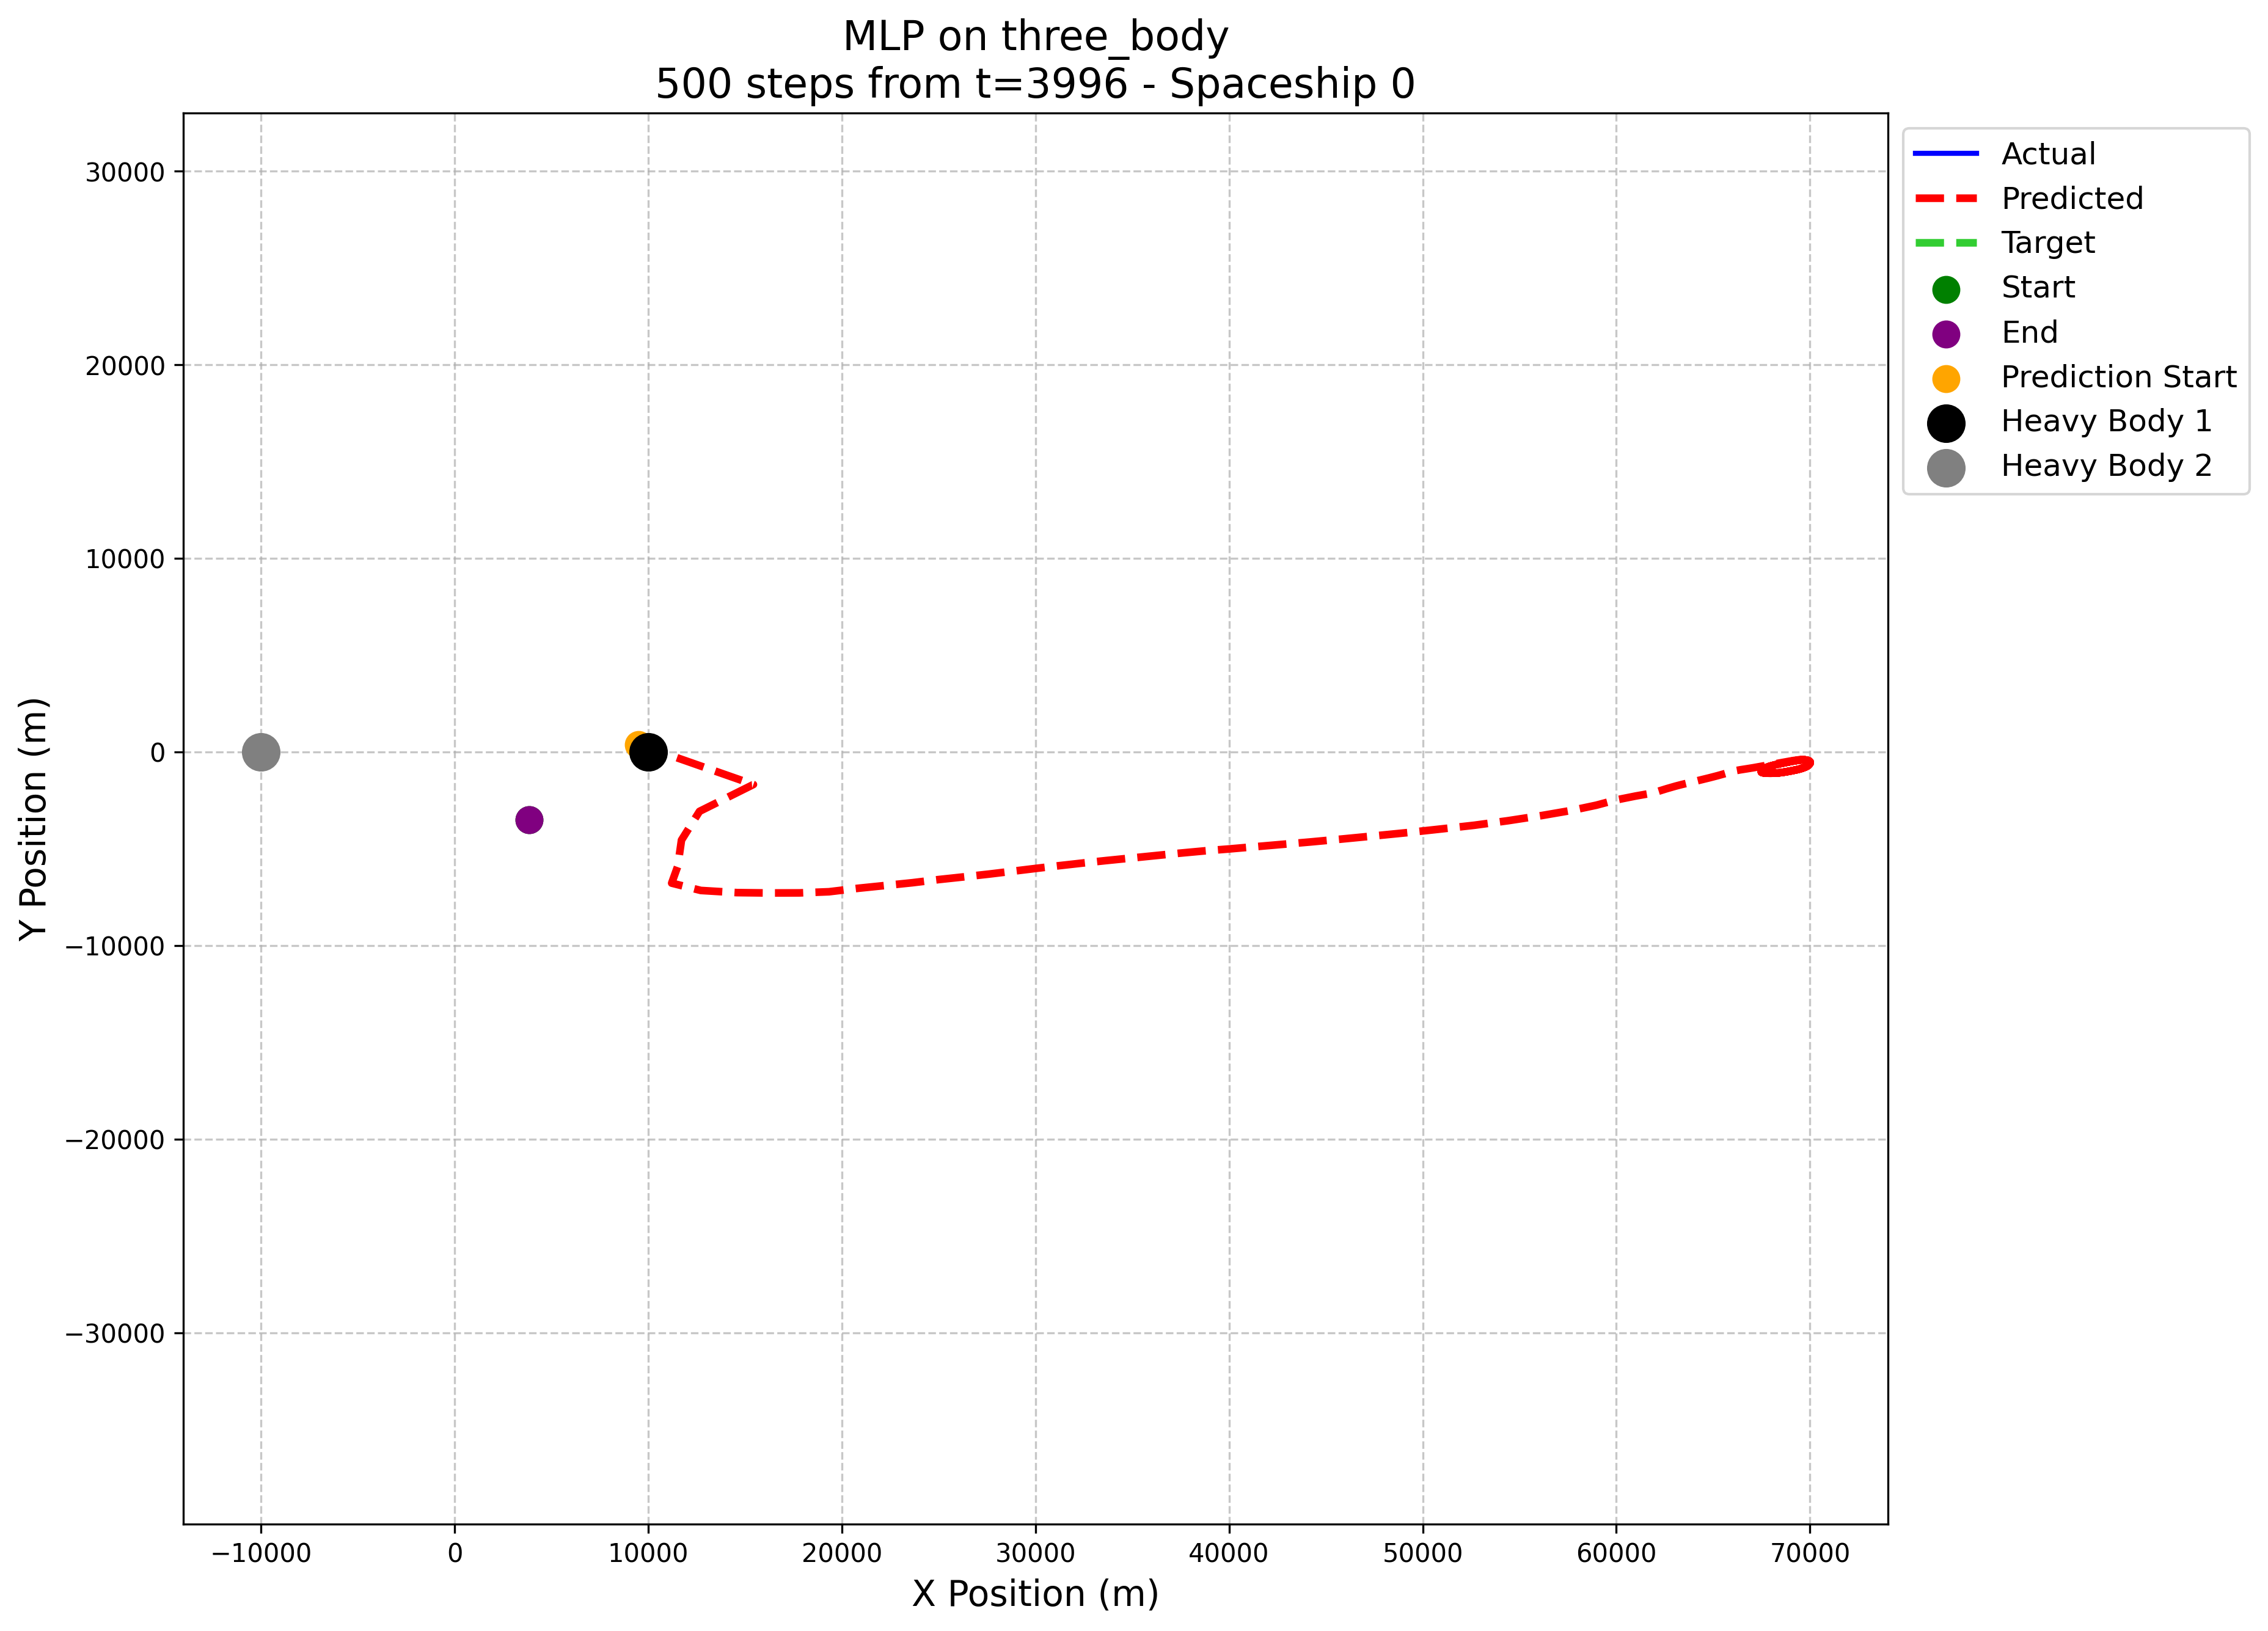 MLP on three_body
500 steps from t=3996 - Spaceship 0
30000
20000
10000
0
−10000
−20000
−30000
Y Position (m)
−10000
0
10000
20000
30000
40000
50000
60000
70000
X Position (m)
Actual
Predicted
Target
Start
End
Prediction Start
Heavy Body 1
Heavy Body 2